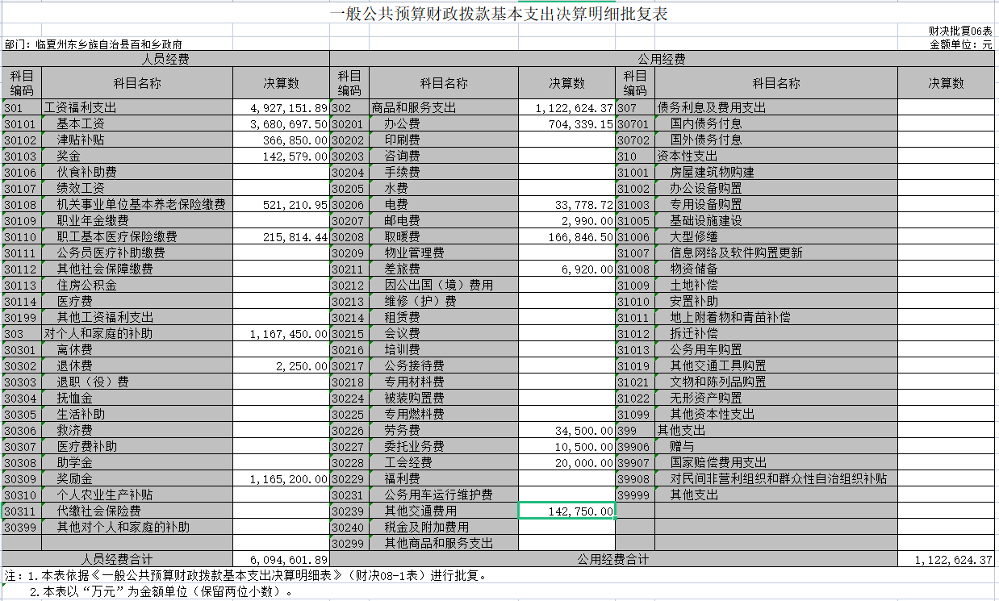 一般公共预算财政拨款基本支出决算明细批复表
财决批复06表
部门：临夏州东乡族自治县百和乡政府 金额单位：元
人员经费 公用经费
科目编码 科目名称 决算数 科目编码 科目名称 决算数 科目编码 科目名称 决算数
301 工资福利支出 4,927,151.89 302 商品和服务支出 1,122,624.37 307 债务利息及费用支出
30101 基本工资 3,680,697.50 30201 办公费 704,339.15 30701 国内债务付息
30102 津贴补贴 366,850.00 30202 印刷费 30702 国外债务付息
30103 奖金 142,579.00 30203 咨询费 310 资本性支出
30106 伙食补助费 30204 手续费 31001 房屋建筑物购建
30107 绩效工资 30205 水费 31002 办公设备购置
30108 机关事业单位基本养老保险缴费 521,210.95 30206 电费 33,778.72 31003 专用设备购置
30109 职业年金缴费 30207 邮电费 2,990.00 31005 基础设施建设
30110 职工基本医疗保险缴费 215,814.44 30208 取暖费 166,846.50 31006 大型修缮
30111 公务员医疗补助缴费 30209 物业管理费 31007 信息网络及软件购置更新
30112 其他社会保障缴费 30211 差旅费 6,920.00 31008 物资储备
30113 住房公积金 30212 因公出国（境）费用 31009 土地补偿
30114 医疗费 30213 维修（护）费 31010 安置补助
30199 其他工资福利支出 30214 租赁费 31011 地上附着物和青苗补偿
303 对个人和家庭的补助 1,167,450.00 30215 会议费 31012 拆迁补偿
30301 离休费 30216 培训费 31013 公务用车购置
30302 退休费 2,250.00 30217 公务接待费 31019 其他交通工具购置
30303 退职（役）费 30218 专用材料费 31021 文物和陈列品购置
30304 抚恤金 30224 被装购置费 31022 无形资产购置
30305 生活补助 30225 专用燃料费 31099 其他资本性支出
30306 救济费 30226 劳务费 34,500.00 399 其他支出
30307 医疗费补助 30227 委托业务费 10,500.00 39906 赠与
30308 助学金 30228 工会经费 20,000.00 39907 国家赔偿费用支出
30309 奖励金 1,165,200.00 30229 福利费 39908 对民间非营利组织和群众性自治组织补贴
30310 个人农业生产补贴 30231 公务用车运行维护费 39999 其他支出
30311 代缴社会保险费 30239 其他交通费用 142,750.00
30399 其他对个人和家庭的补助 30240 税金及附加费用
30299 其他商品和服务支出
人员经费合计 6,094,601.89 公用经费合计 1,122,624.37
注：1.本表依据《一般公共预算财政拨款基本支出决算明细表》（财决08-1表）进行批复。
2.本表以“万元”为金额单位（保留两位小数）。